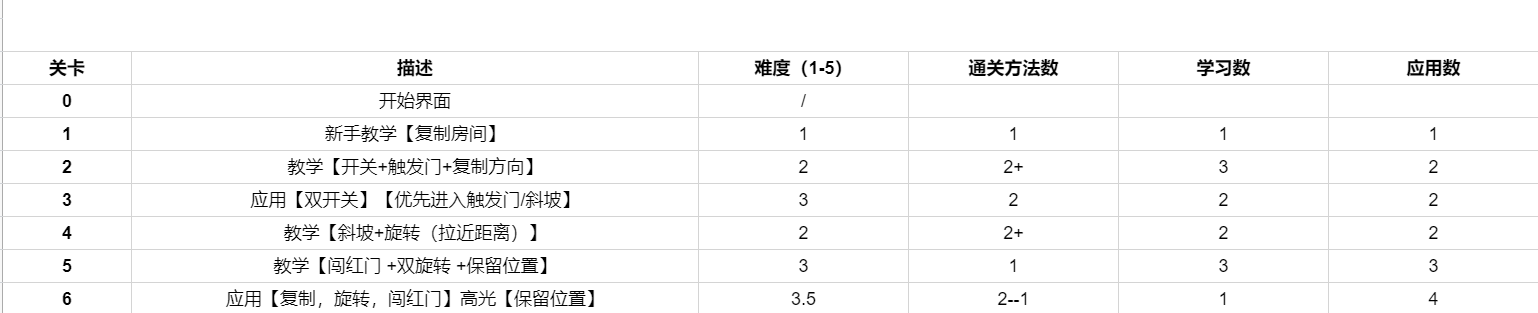 关卡 描述 难度（1-5） 通关方法数 学习数 应用数
0 开始界面 /
1 新手教学【复制房间】 1 1 1 1
2 教学【开关+触发门+复制方向】 2 2+ 3 2
3 应用【双开关】【优先进入触发门/斜坡】 3 2 2 2
4 教学【斜坡+旋转（拉近距离）】 2 2+ 2 2
5 教学【闯红门 +双旋转 +保留位置】 3 1 3 3
6 应用【复制，旋转，闯红门】高光【保留位置】 3.5 2--1 1 4